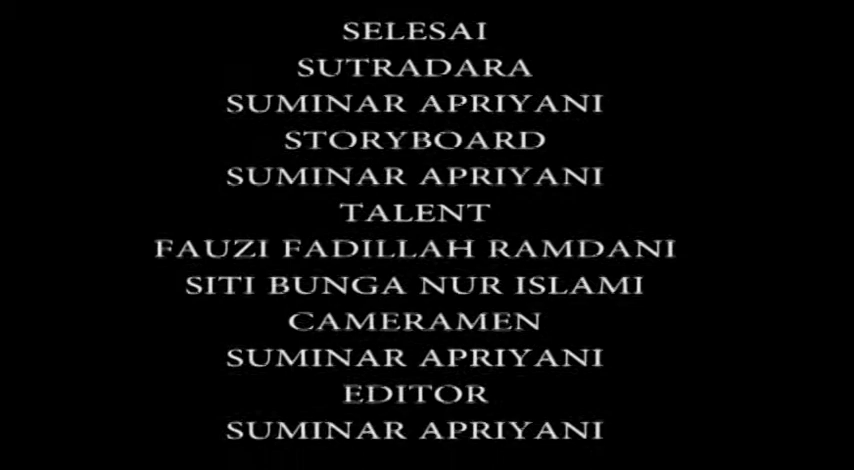 SELESAI
SUTRADARA
SUMINAR APRIYANI
STORYBOARD
SUMINAR APRIYANI
TALENT
FAUZI FADILLAH RAMDANI
SITI BUNGA NUR ISLAMI
CAMERAMEN
SUMINAR APRIYANI
EDITOR
SUMINAR APRIYANI